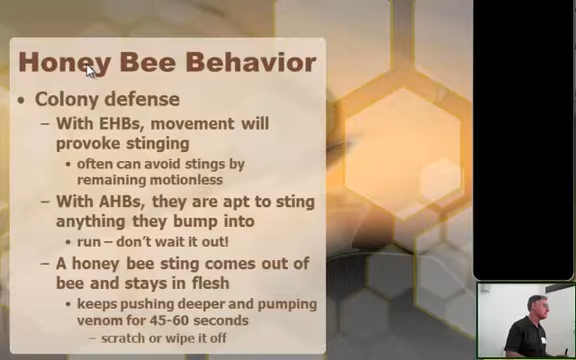 Honey Bee Behavior
• Colony defense
– With EHBs, movement will
provoke stinging
• often can avoid stings by
remaining motionless
– With AHBs, they are apt to sting
anything they bump into
• run – don't wait it out!
– A honey bee sting comes out of
bee and stays in flesh
• keeps pushing deeper and pumping
venom for 45-60 seconds
– scratch or wipe it off